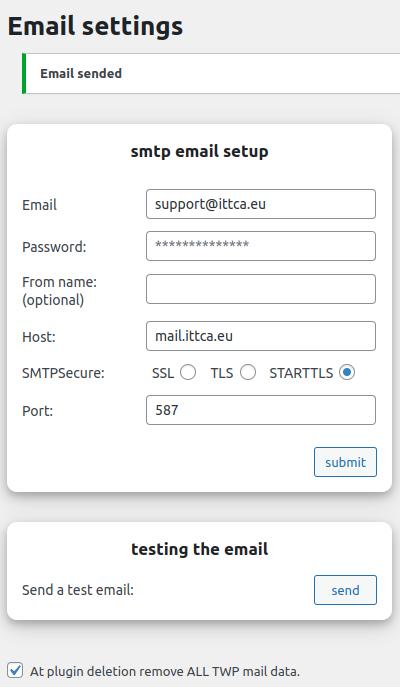 Email settings
Email sended
smtp email setup
Email support@ittca.eu
Password: **************
From name:
(optional)
Host: mail.ittca.eu
SMTPSecure: SSL TLS STARTTLS
Port: 587
submit
testing the email
Send a test email: send
At plugin deletion remove ALL TWP mail data.